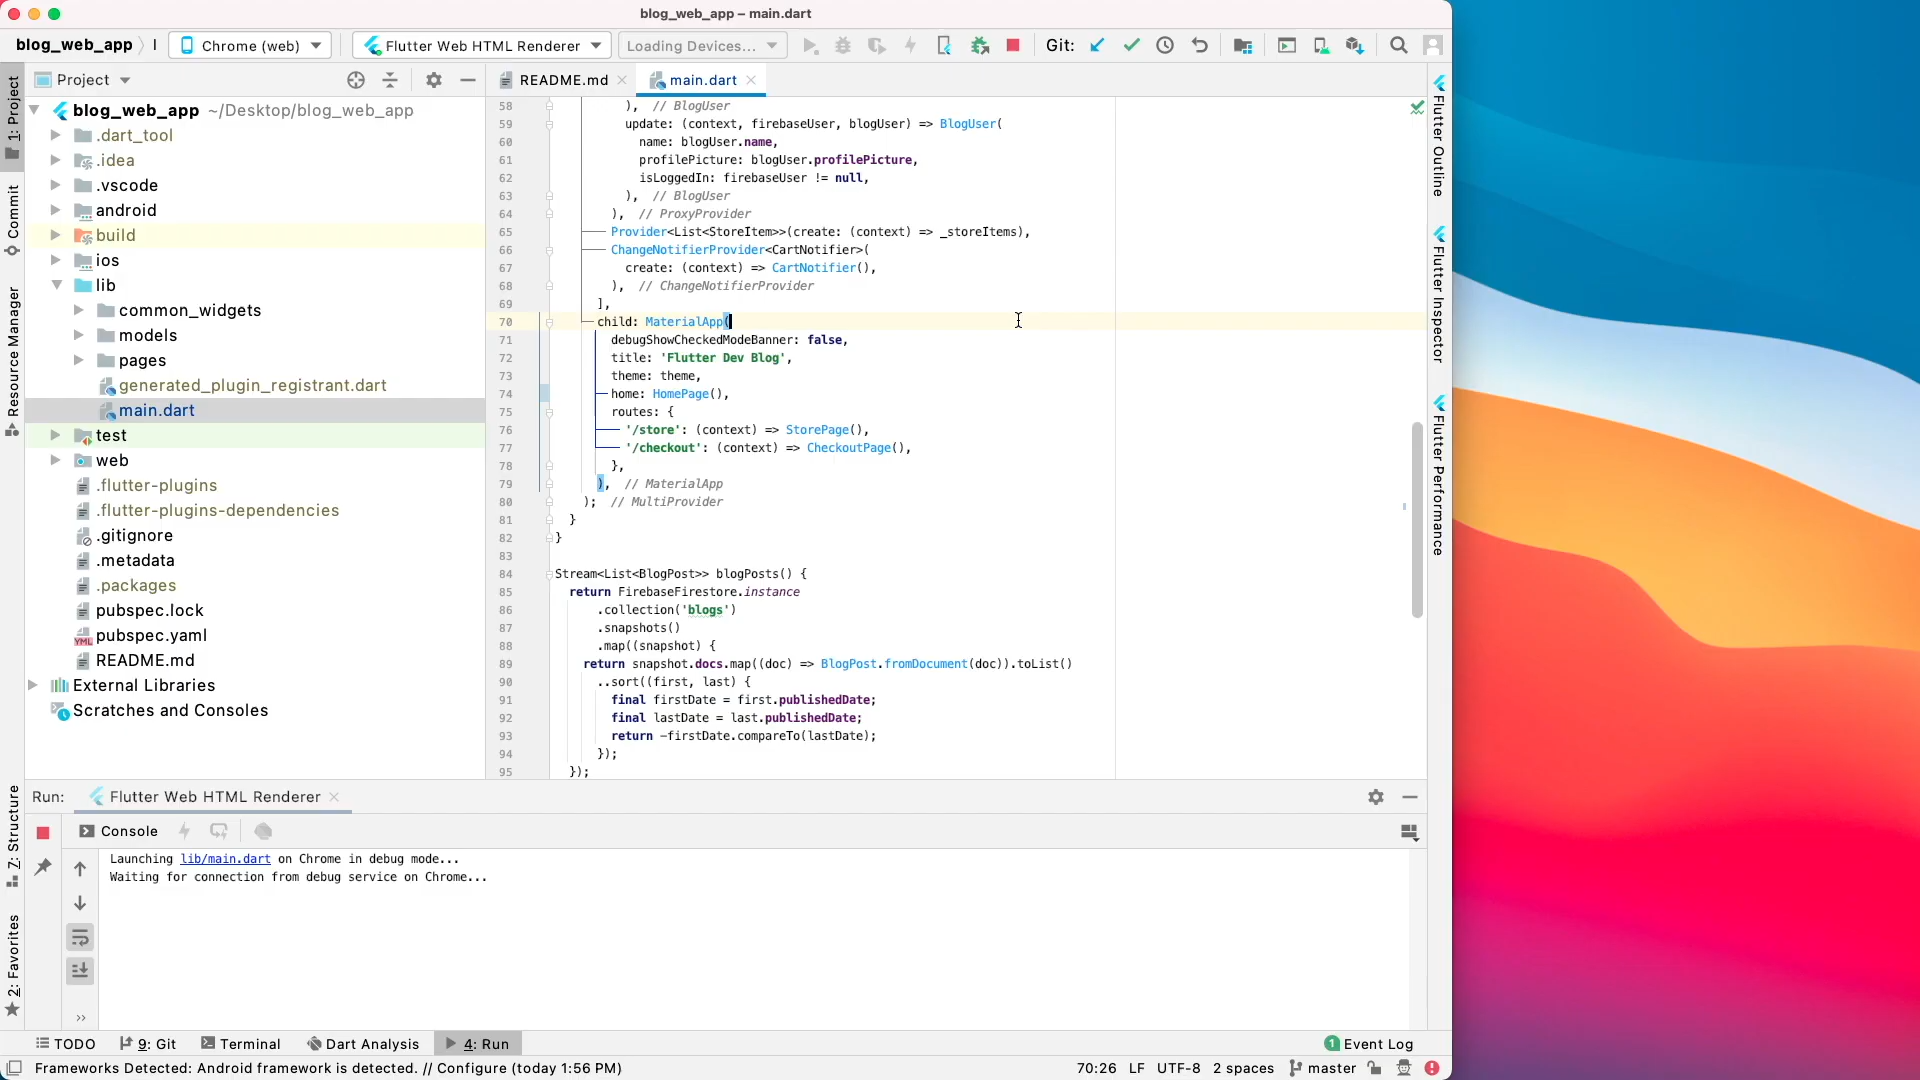 blog_web_app – main.dart
blog_web_app
Chrome (web)
Flutter Web HTML Renderer
Loading Devices...
Git:
Project
README.md
main.dart
1: Project
Commit
Resource Manager
7: Structure
2: Favorites
blog_web_app ~/Desktop/blog_web_app
.dart_tool
.idea
.vscode
android
build
ios
lib
common_widgets
models
pages
generated_plugin_registrant.dart
main.dart
test
web
.flutter-plugins
.flutter-plugins-dependencies
.gitignore
.metadata
.packages
pubspec.lock
pubspec.yaml
README.md
External Libraries
Scratches and Consoles
58 ), // BlogUser
59 update: (context, firebaseUser, blogUser) => BlogUser(
60 name: blogUser.name,
61 profilePicture: blogUser.profilePicture,
62 isLoggedIn: firebaseUser != null,
63 ), // BlogUser
64 ), // ProxyProvider
65 Provider<List<StoreItem>>(create: (context) => _storeItems),
66 ChangeNotifierProvider<CartNotifier>(
67 create: (context) => CartNotifier(),
68 ), // ChangeNotifierProvider
69 ],
70 child: MaterialApp(
71 debugShowCheckedModeBanner: false,
72 title: 'Flutter Dev Blog',
73 theme: theme,
74 home: HomePage(),
75 routes: {
76 '/store': (context) => StorePage(),
77 '/checkout': (context) => CheckoutPage(),
78 },
79 ), // MaterialApp
80 ); // MultiProvider
81 }
82 }
83
84 Stream<List<BlogPost>> blogPosts() {
85 return FirebaseFirestore.instance
86 .collection('blogs')
87 .snapshots()
88 .map((snapshot) {
89 return snapshot.docs.map((doc) => BlogPost.fromDocument(doc)).toList()
90 ..sort((first, last) {
91 final firstDate = first.publishedDate;
92 final lastDate = last.publishedDate;
93 return -firstDate.compareTo(lastDate);
94 });
95 });
Flutter Outline
Flutter Inspector
Flutter Performance
Run:
Flutter Web HTML Renderer
Console
Launching lib/main.dart on Chrome in debug mode...
Waiting for connection from debug service on Chrome...
TODO
9: Git
Terminal
Dart Analysis
4: Run
1 Event Log
Frameworks Detected: Android framework is detected. // Configure (today 1:56 PM)
70:26 LF UTF-8 2 spaces master